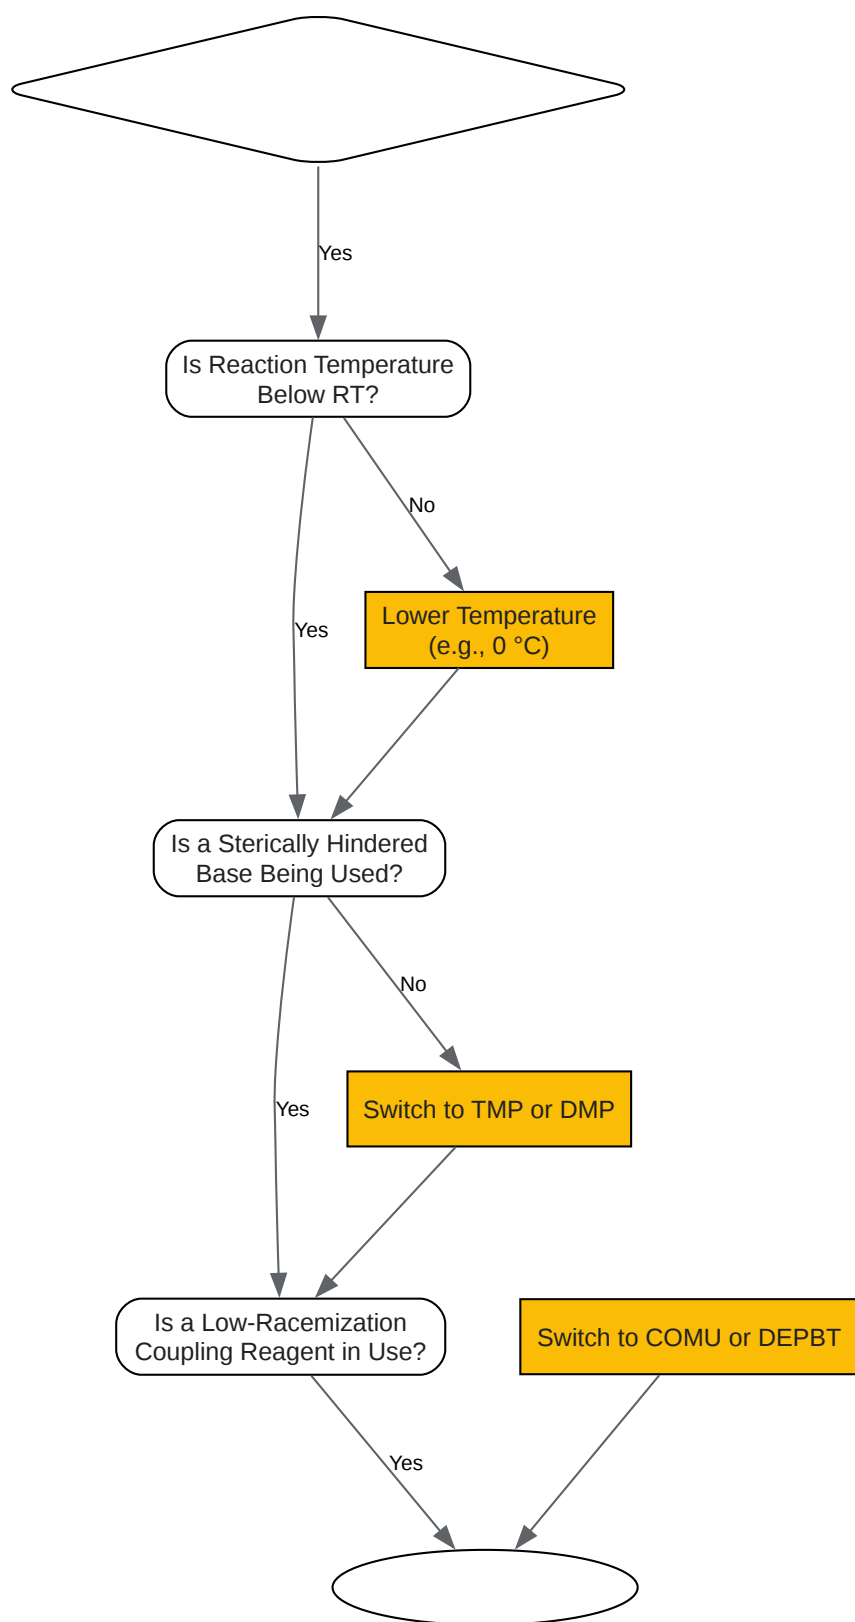 Yes
Is Reaction Temperature
Below RT?
No
Yes
Lower Temperature
(e.g., 0 °C)
Is a Sterically Hindered
Base Being Used?
No
Yes
Switch to TMP or DMP
Is a Low-Racemization
Coupling Reagent in Use?
Switch to COMU or DEPBT
Yes